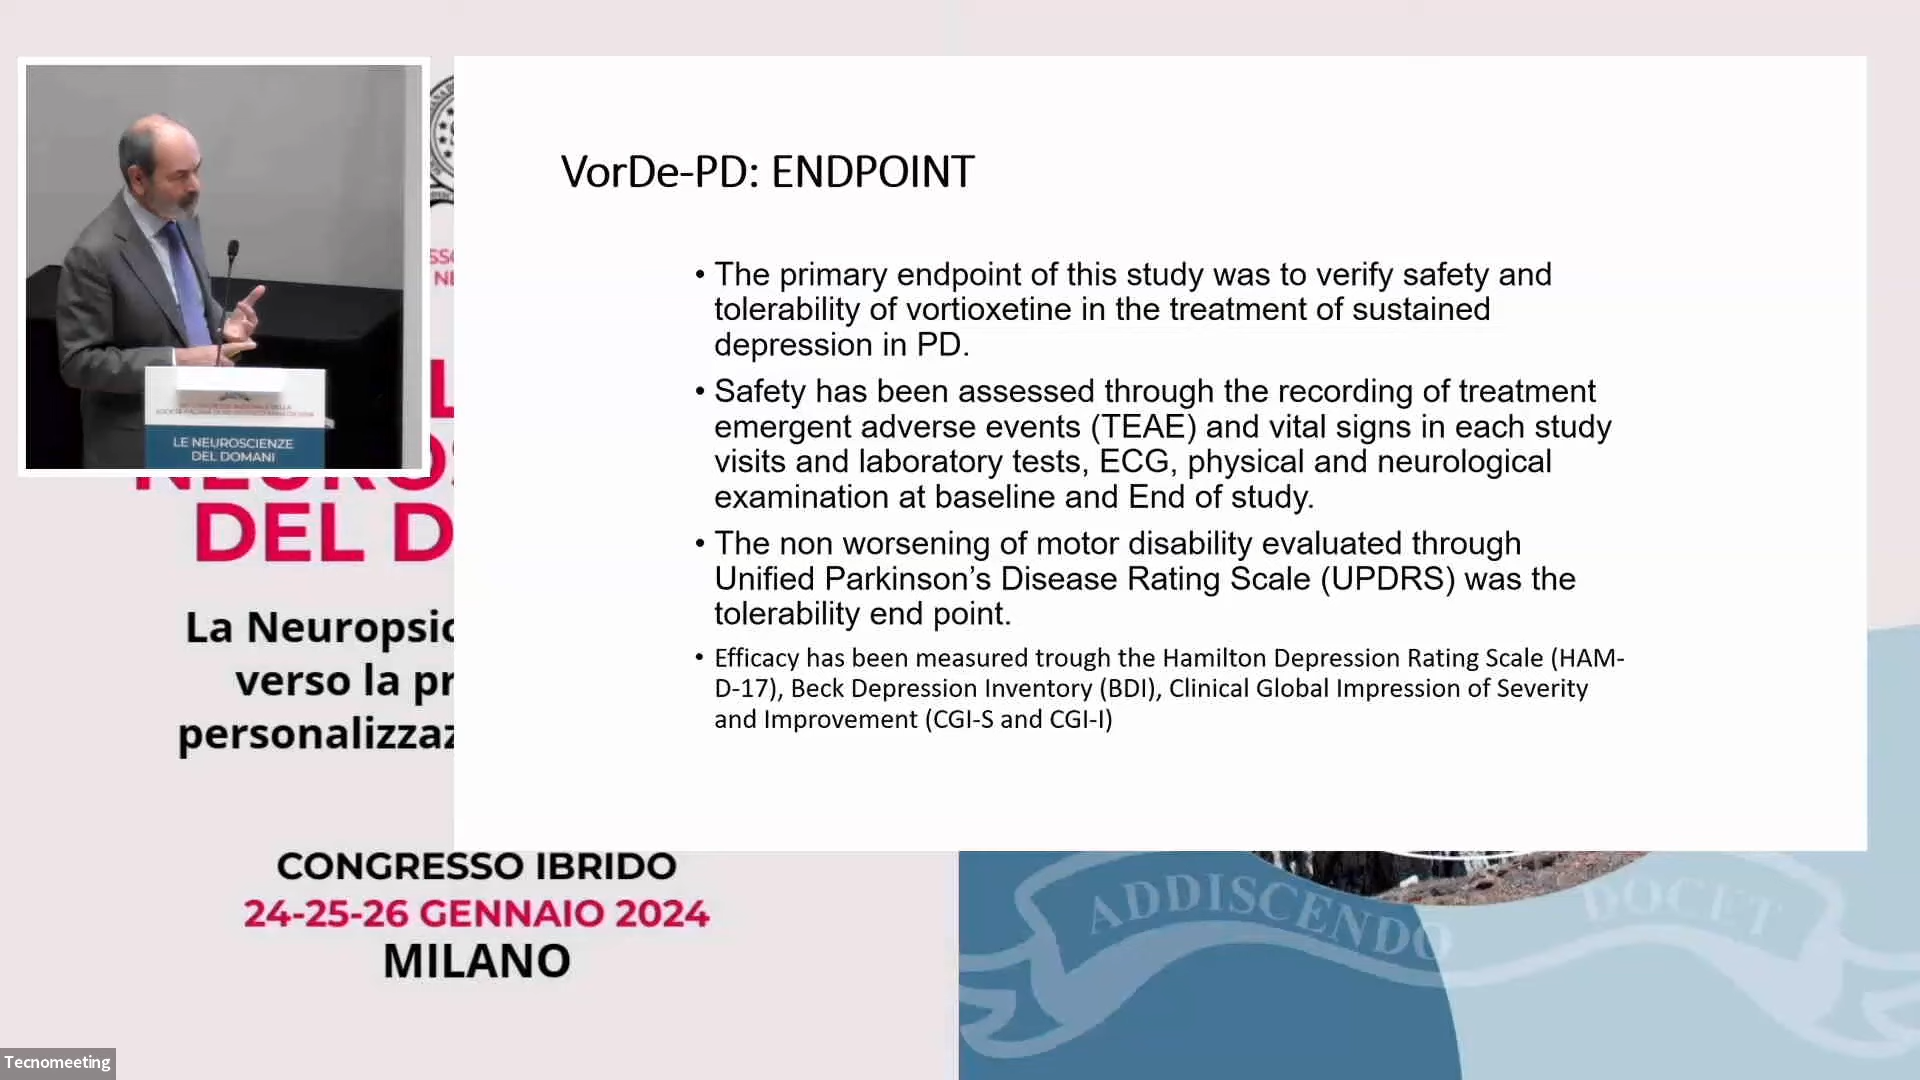 VorDe-PD: ENDPOINT
• The primary endpoint of this study was to verify safety and
tolerability of vortioxetine in the treatment of sustained
depression in PD.
• Safety has been assessed through the recording of treatment
emergent adverse events (TEAE) and vital signs in each study
visits and laboratory tests, ECG, physical and neurological
examination at baseline and End of study.
• The non worsening of motor disability evaluated through
Unified Parkinson’s Disease Rating Scale (UPDRS) was the
tolerability end point.
• Efficacy has been measured trough the Hamilton Depression Rating Scale (HAM-
D-17), Beck Depression Inventory (BDI), Clinical Global Impression of Severity
and Improvement (CGI-S and CGI-I)
LE NEUROSCIENZE
DEL DOMANI
DEL D
La Neuropsic
verso la pr
personalizzaz
CONGRESSO IBRIDO
24-25-26 GENNAIO 2024
MILANO
ADDISCENDO DOCET
Tecnomeeting